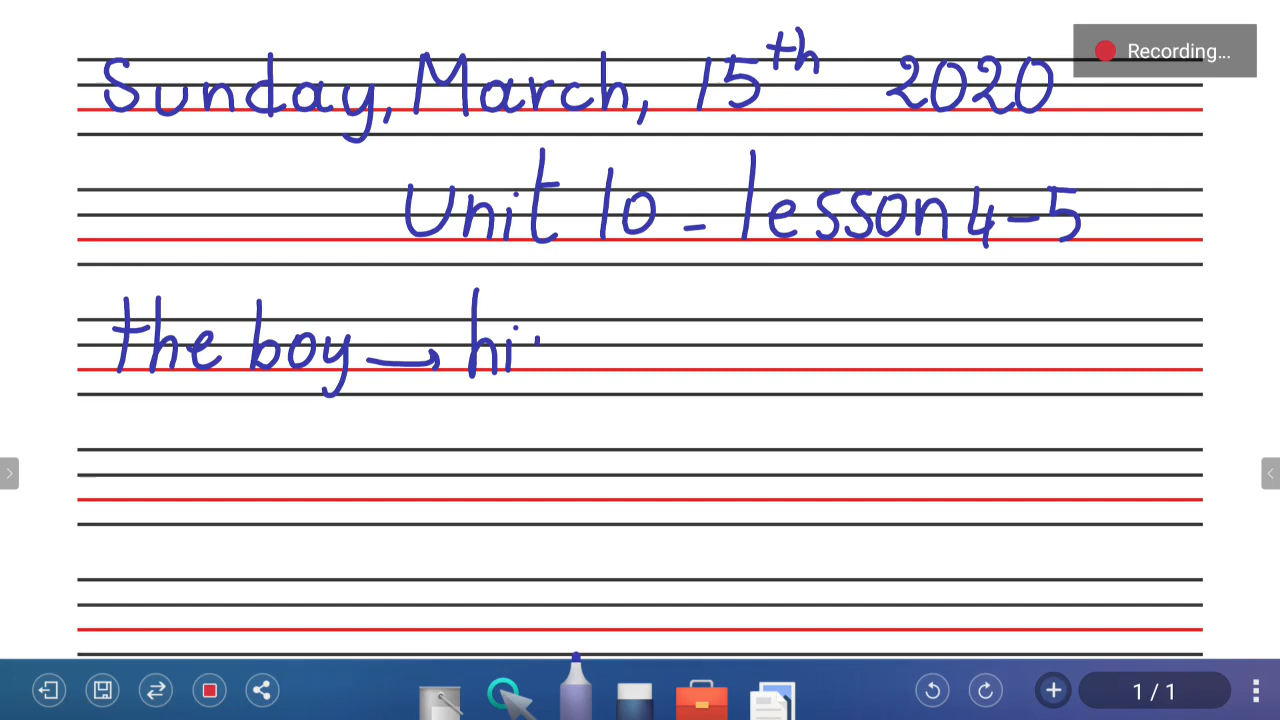 Recording...
Sunday, March, 15th 2020
Unit 10 - lesson 4-5
the boy → hi
1 / 1